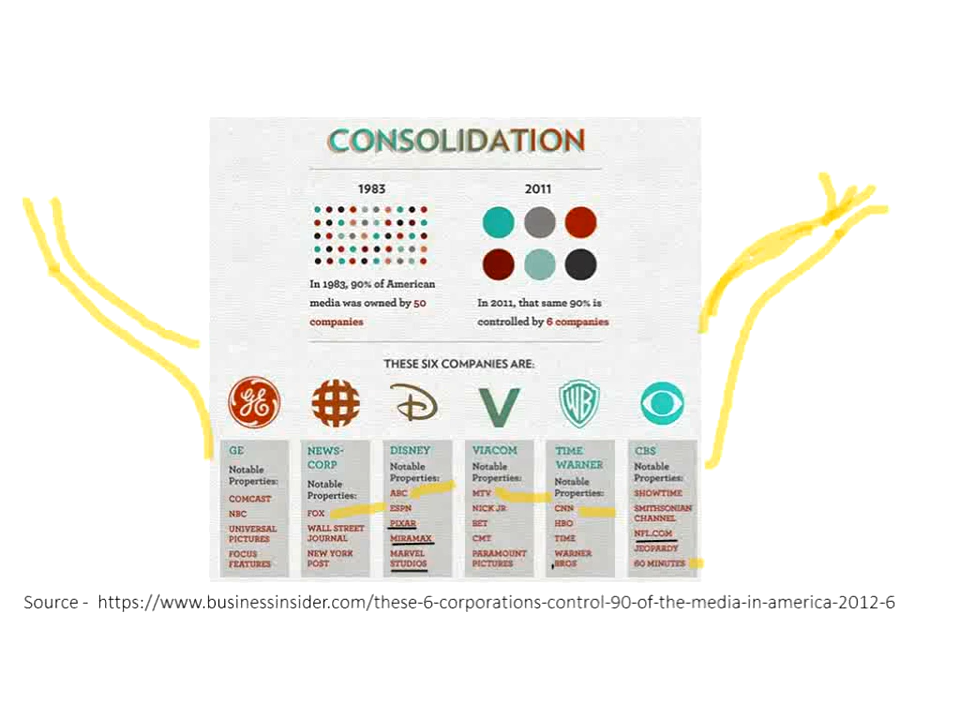 CONSOLIDATION
1983
2011
In 1983, 90% of American
media was owned by 50
companies
In 2011, that same 90% is
controlled by 6 companies
THESE SIX COMPANIES ARE:
GE
WB
GE
Notable
Properties:
COMCAST
NBC
UNIVERSAL
PICTURES
FOCUS
FEATURES
NEWS-
CORP
Notable
Properties:
FOX
WALL STREET
JOURNAL
NEW YORK
POST
DISNEY
Notable
Properties:
ABC
ESPN
PIXAR
MIRAMAX
MARVEL
STUDIOS
VIACOM
Notable
Properties:
MTV
NICK JR
BET
CMT
PARAMOUNT
PICTURES
TIME
WARNER
Notable
Properties:
CNN
HBO
TIME
WARNER
BROS
CBS
Notable
Properties:
SHOWTIME
SMITHSONIAN
CHANNEL
NFL.COM
JEOPARDY
60 MINUTES
Source - https://www.businessinsider.com/these-6-corporations-control-90-of-the-media-in-america-2012-6